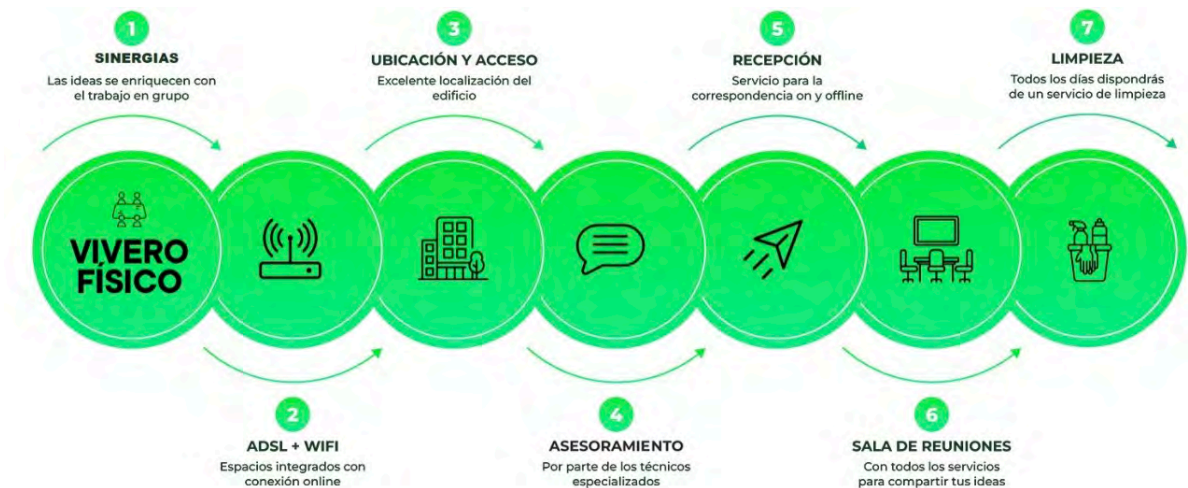 1
SINERGIAS
Las ideas se enriquecen con
el trabajo en grupo
3
UBICACIÓN Y ACCESO
Excelente localización del
edificio
5
RECEPCIÓN
Servicio para la
correspondencia on y offline
7
LIMPIEZA
Todos los días dispondrás
de un servicio de limpieza
VIVERO
FÍSICO
2
ADSL + WIFI
Espacios integrados con
conexión online
4
ASESORAMIENTO
Por parte de los técnicos
especializados
6
SALA DE REUNIONES
Con todos los servicios
para compartir tus ideas